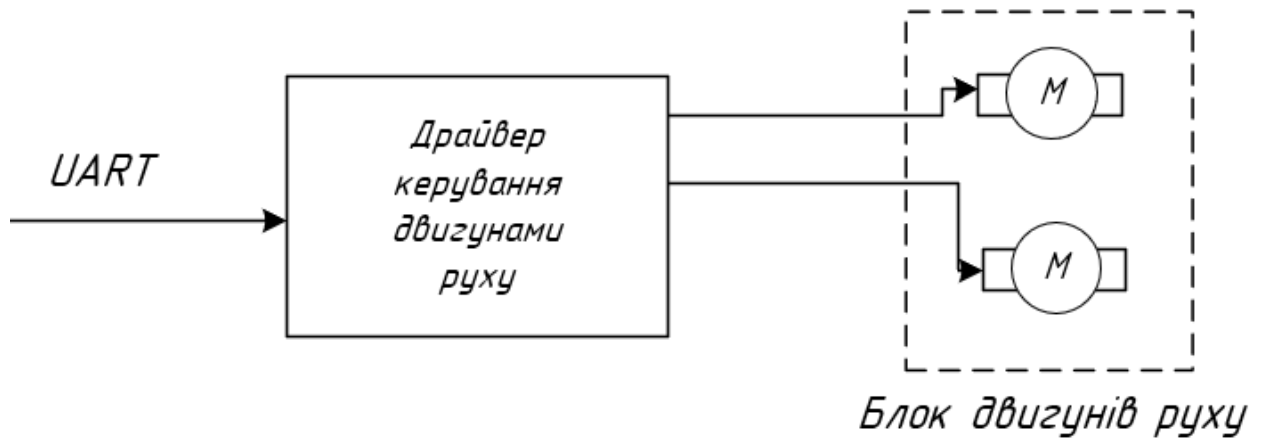 UART
Драйвер
керування
двигунами
руху
М
М
Блок двигунів руху